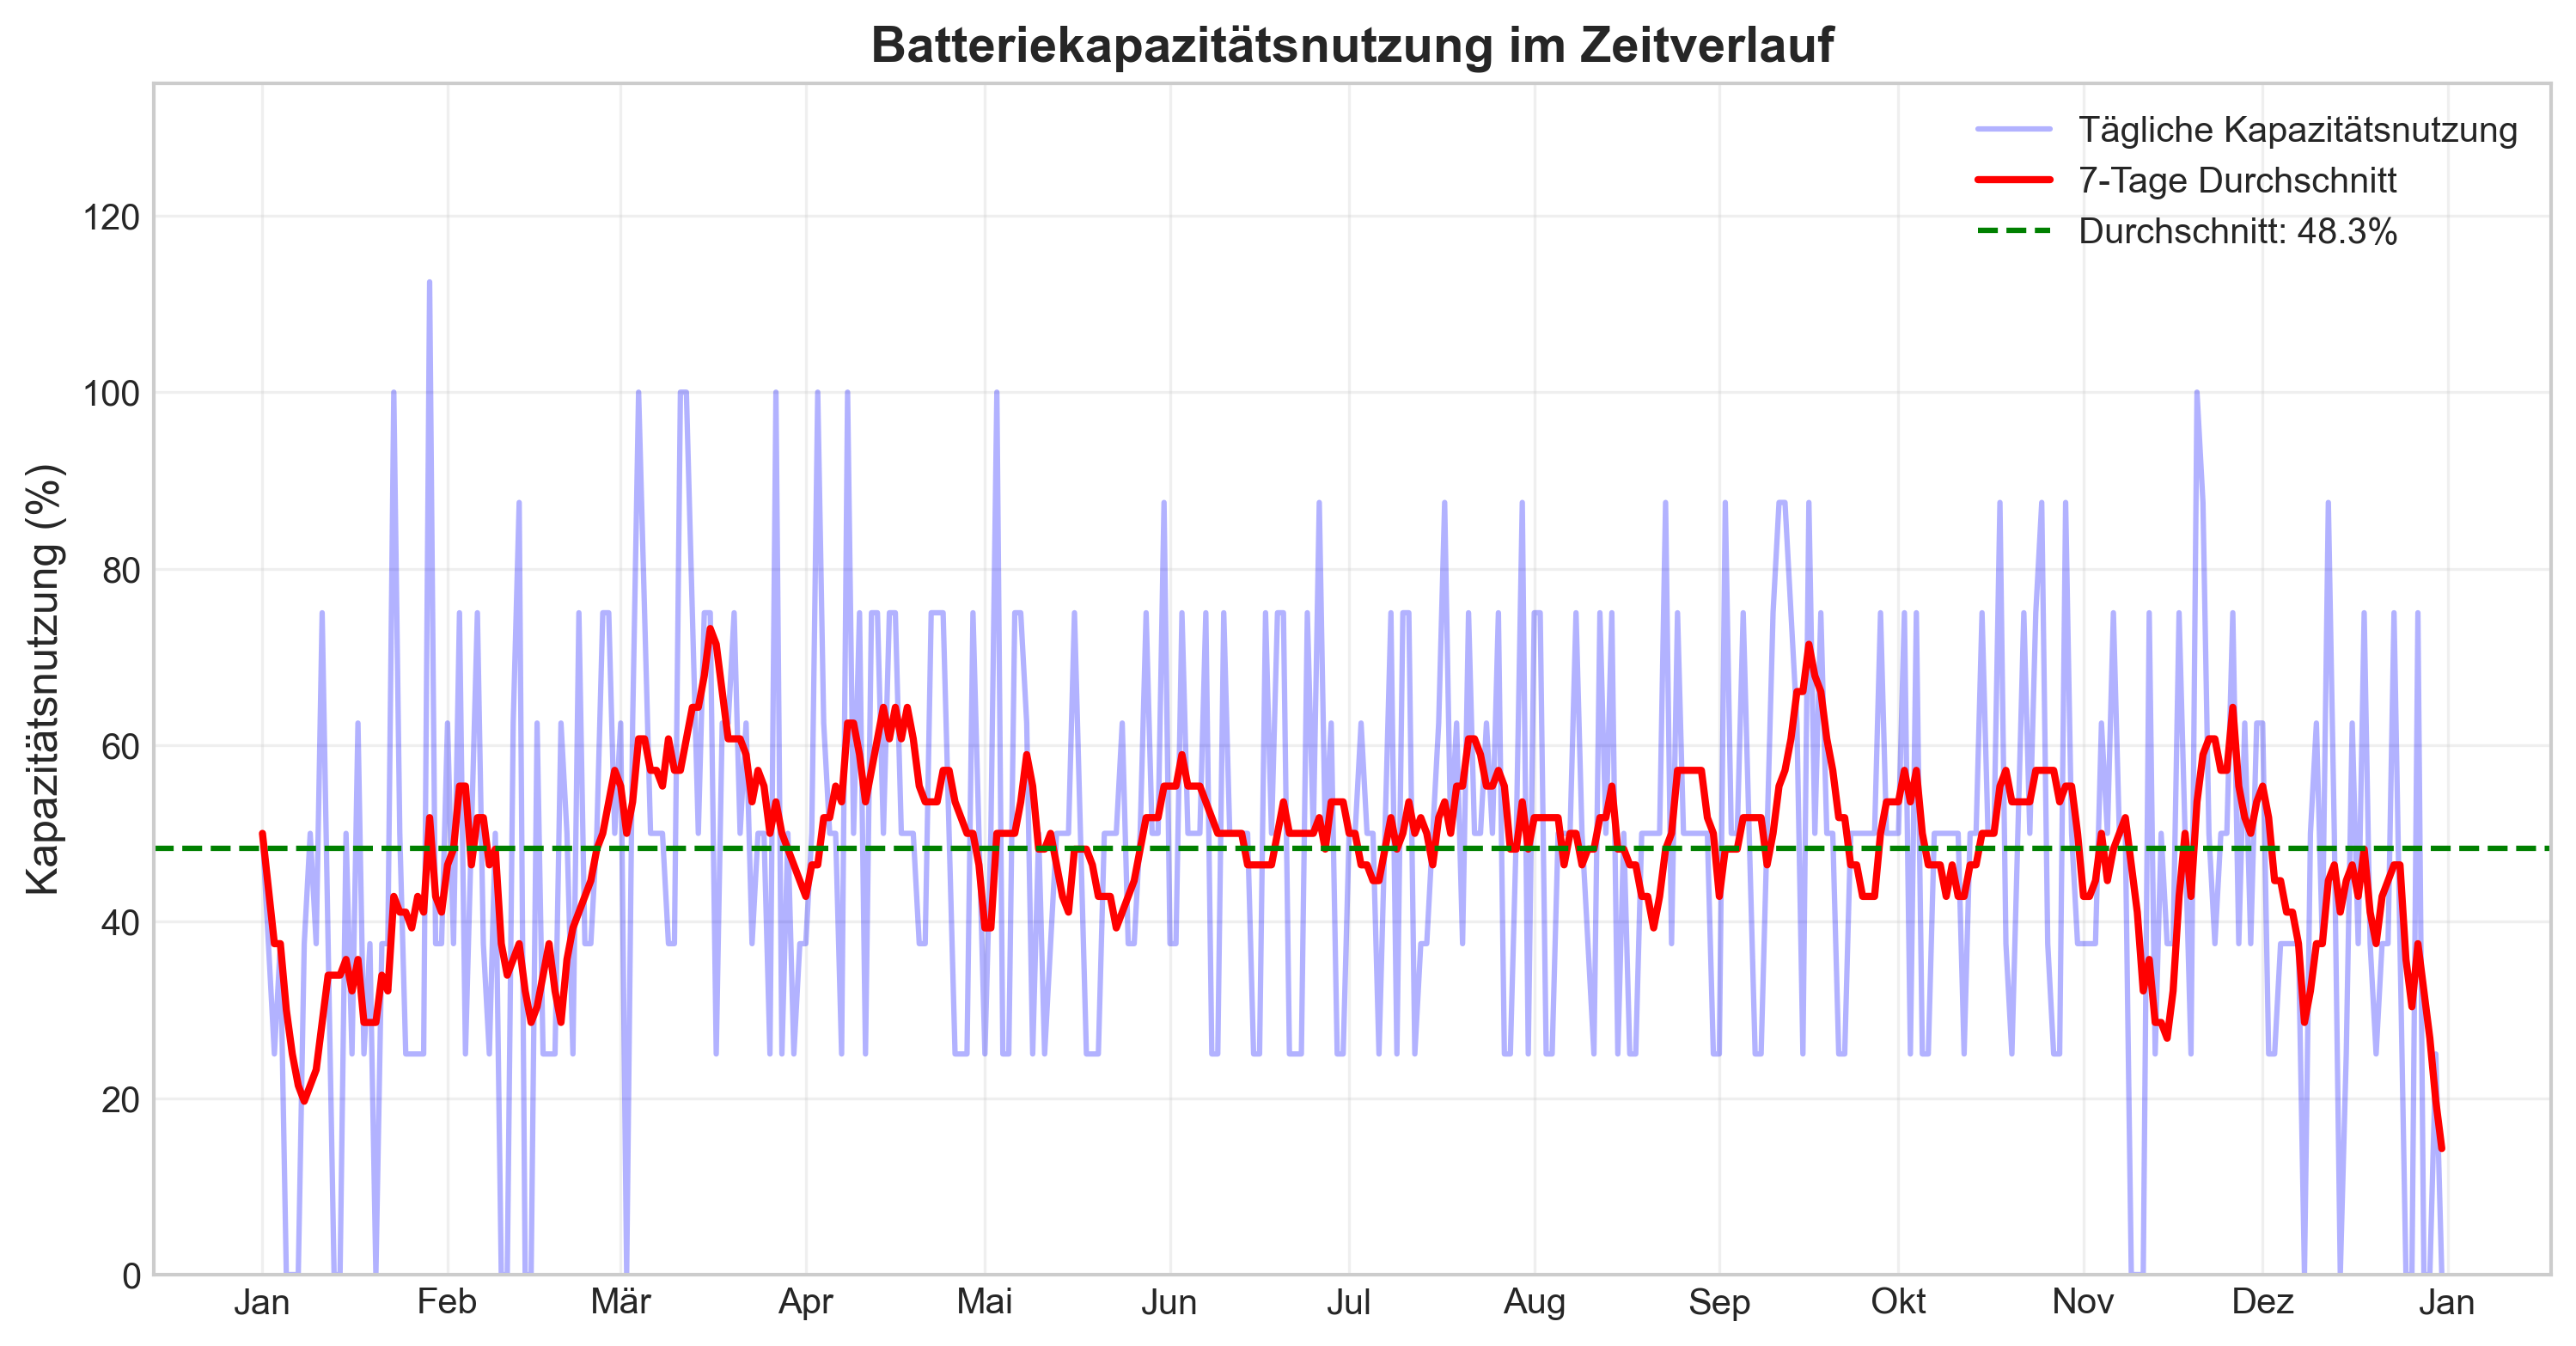 Batteriekapazitätsnutzung im Zeitverlauf
Tägliche Kapazitätsnutzung
7-Tage Durchschnitt
Durchschnitt: 48.3%
Kapazitätsnutzung (%)
120
100
80
60
40
20
0
Jan Feb Mär Apr Mai Jun Jul Aug Sep Okt Nov Dez Jan